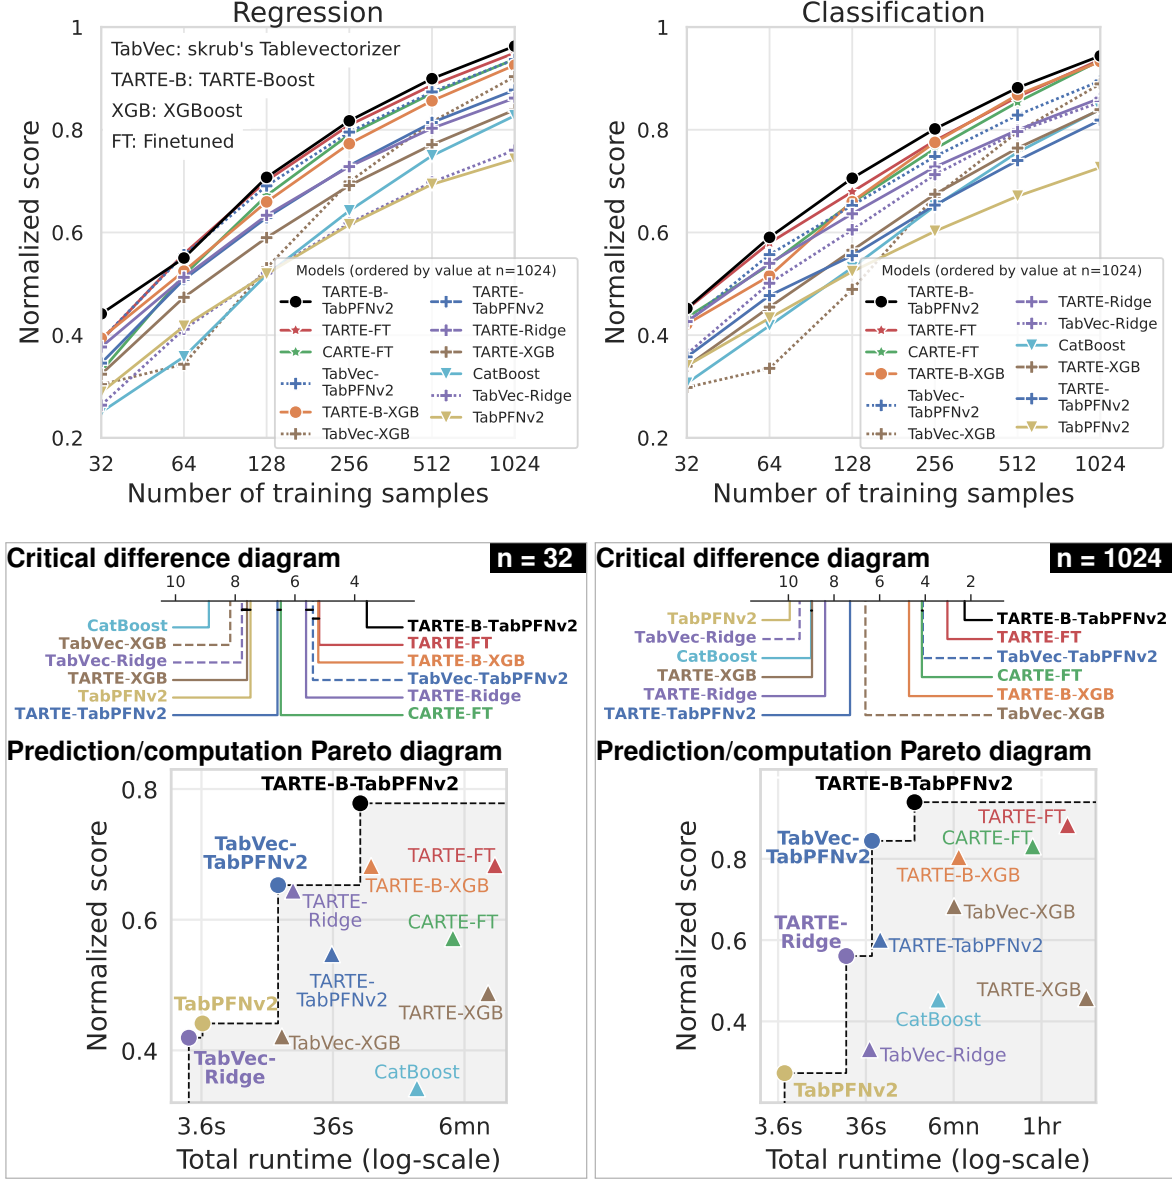 Regression
Normalized score
1
0.8
0.6
0.4
0.2
TabVec: skrub's Tablevectorizer
TARTE-B: TARTE-Boost
XGB: XGBoost
FT: Finetuned
Models (ordered by value at n=1024)
TARTE-B-
TabPFNv2
TARTE-FT
CARTE-FT
TabVec-
TabPFNv2
TARTE-B-XGB
TabVec-XGB
TARTE-
TabPFNv2
TARTE-Ridge
TARTE-XGB
CatBoost
TabVec-Ridge
TabPFNv2
32 64 128 256 512 1024
Number of training samples
Classification
Normalized score
1
0.8
0.6
0.4
0.2
Models (ordered by value at n=1024)
TARTE-B-
TabPFNv2
TARTE-FT
CARTE-FT
TARTE-B-XGB
TabVec-
TabPFNv2
TabVec-XGB
TARTE-Ridge
TabVec-Ridge
CatBoost
TARTE-XGB
TARTE-
TabPFNv2
TabPFNv2
32 64 128 256 512 1024
Number of training samples
Critical difference diagram
n = 32
10 8 6 4
CatBoost
TabVec-XGB
TabVec-Ridge
TARTE-XGB
TabPFNv2
TARTE-TabPFNv2
TARTE-B-TabPFNv2
TARTE-FT
TARTE-B-XGB
TabVec-TabPFNv2
TARTE-Ridge
CARTE-FT
Prediction/computation Pareto diagram
Normalized score
0.8
0.6
0.4
TARTE-B-TabPFNv2
TabVec-
TabPFNv2
TARTE-FT
TARTE-B-XGB
TARTE-
Ridge
CARTE-FT
TARTE-
TabPFNv2
TabPFNv2
TARTE-XGB
TabVec-XGB
TabVec-
Ridge
CatBoost
3.6s 36s 6mn
Total runtime (log-scale)
Critical difference diagram
n = 1024
10 8 6 4 2
TabPFNv2
TabVec-Ridge
CatBoost
TARTE-XGB
TARTE-Ridge
TARTE-TabPFNv2
TARTE-B-TabPFNv2
TARTE-FT
TabVec-TabPFNv2
CARTE-FT
TARTE-B-XGB
TabVec-XGB
Prediction/computation Pareto diagram
Normalized score
0.8
0.6
0.4
TARTE-B-TabPFNv2
TARTE-FT
TabVec-
TabPFNv2
CARTE-FT
TARTE-B-XGB
TabVec-XGB
TARTE-
Ridge
TARTE-TabPFNv2
TARTE-XGB
CatBoost
TabVec-Ridge
TabPFNv2
3.6s 36s 6mn 1hr
Total runtime (log-scale)